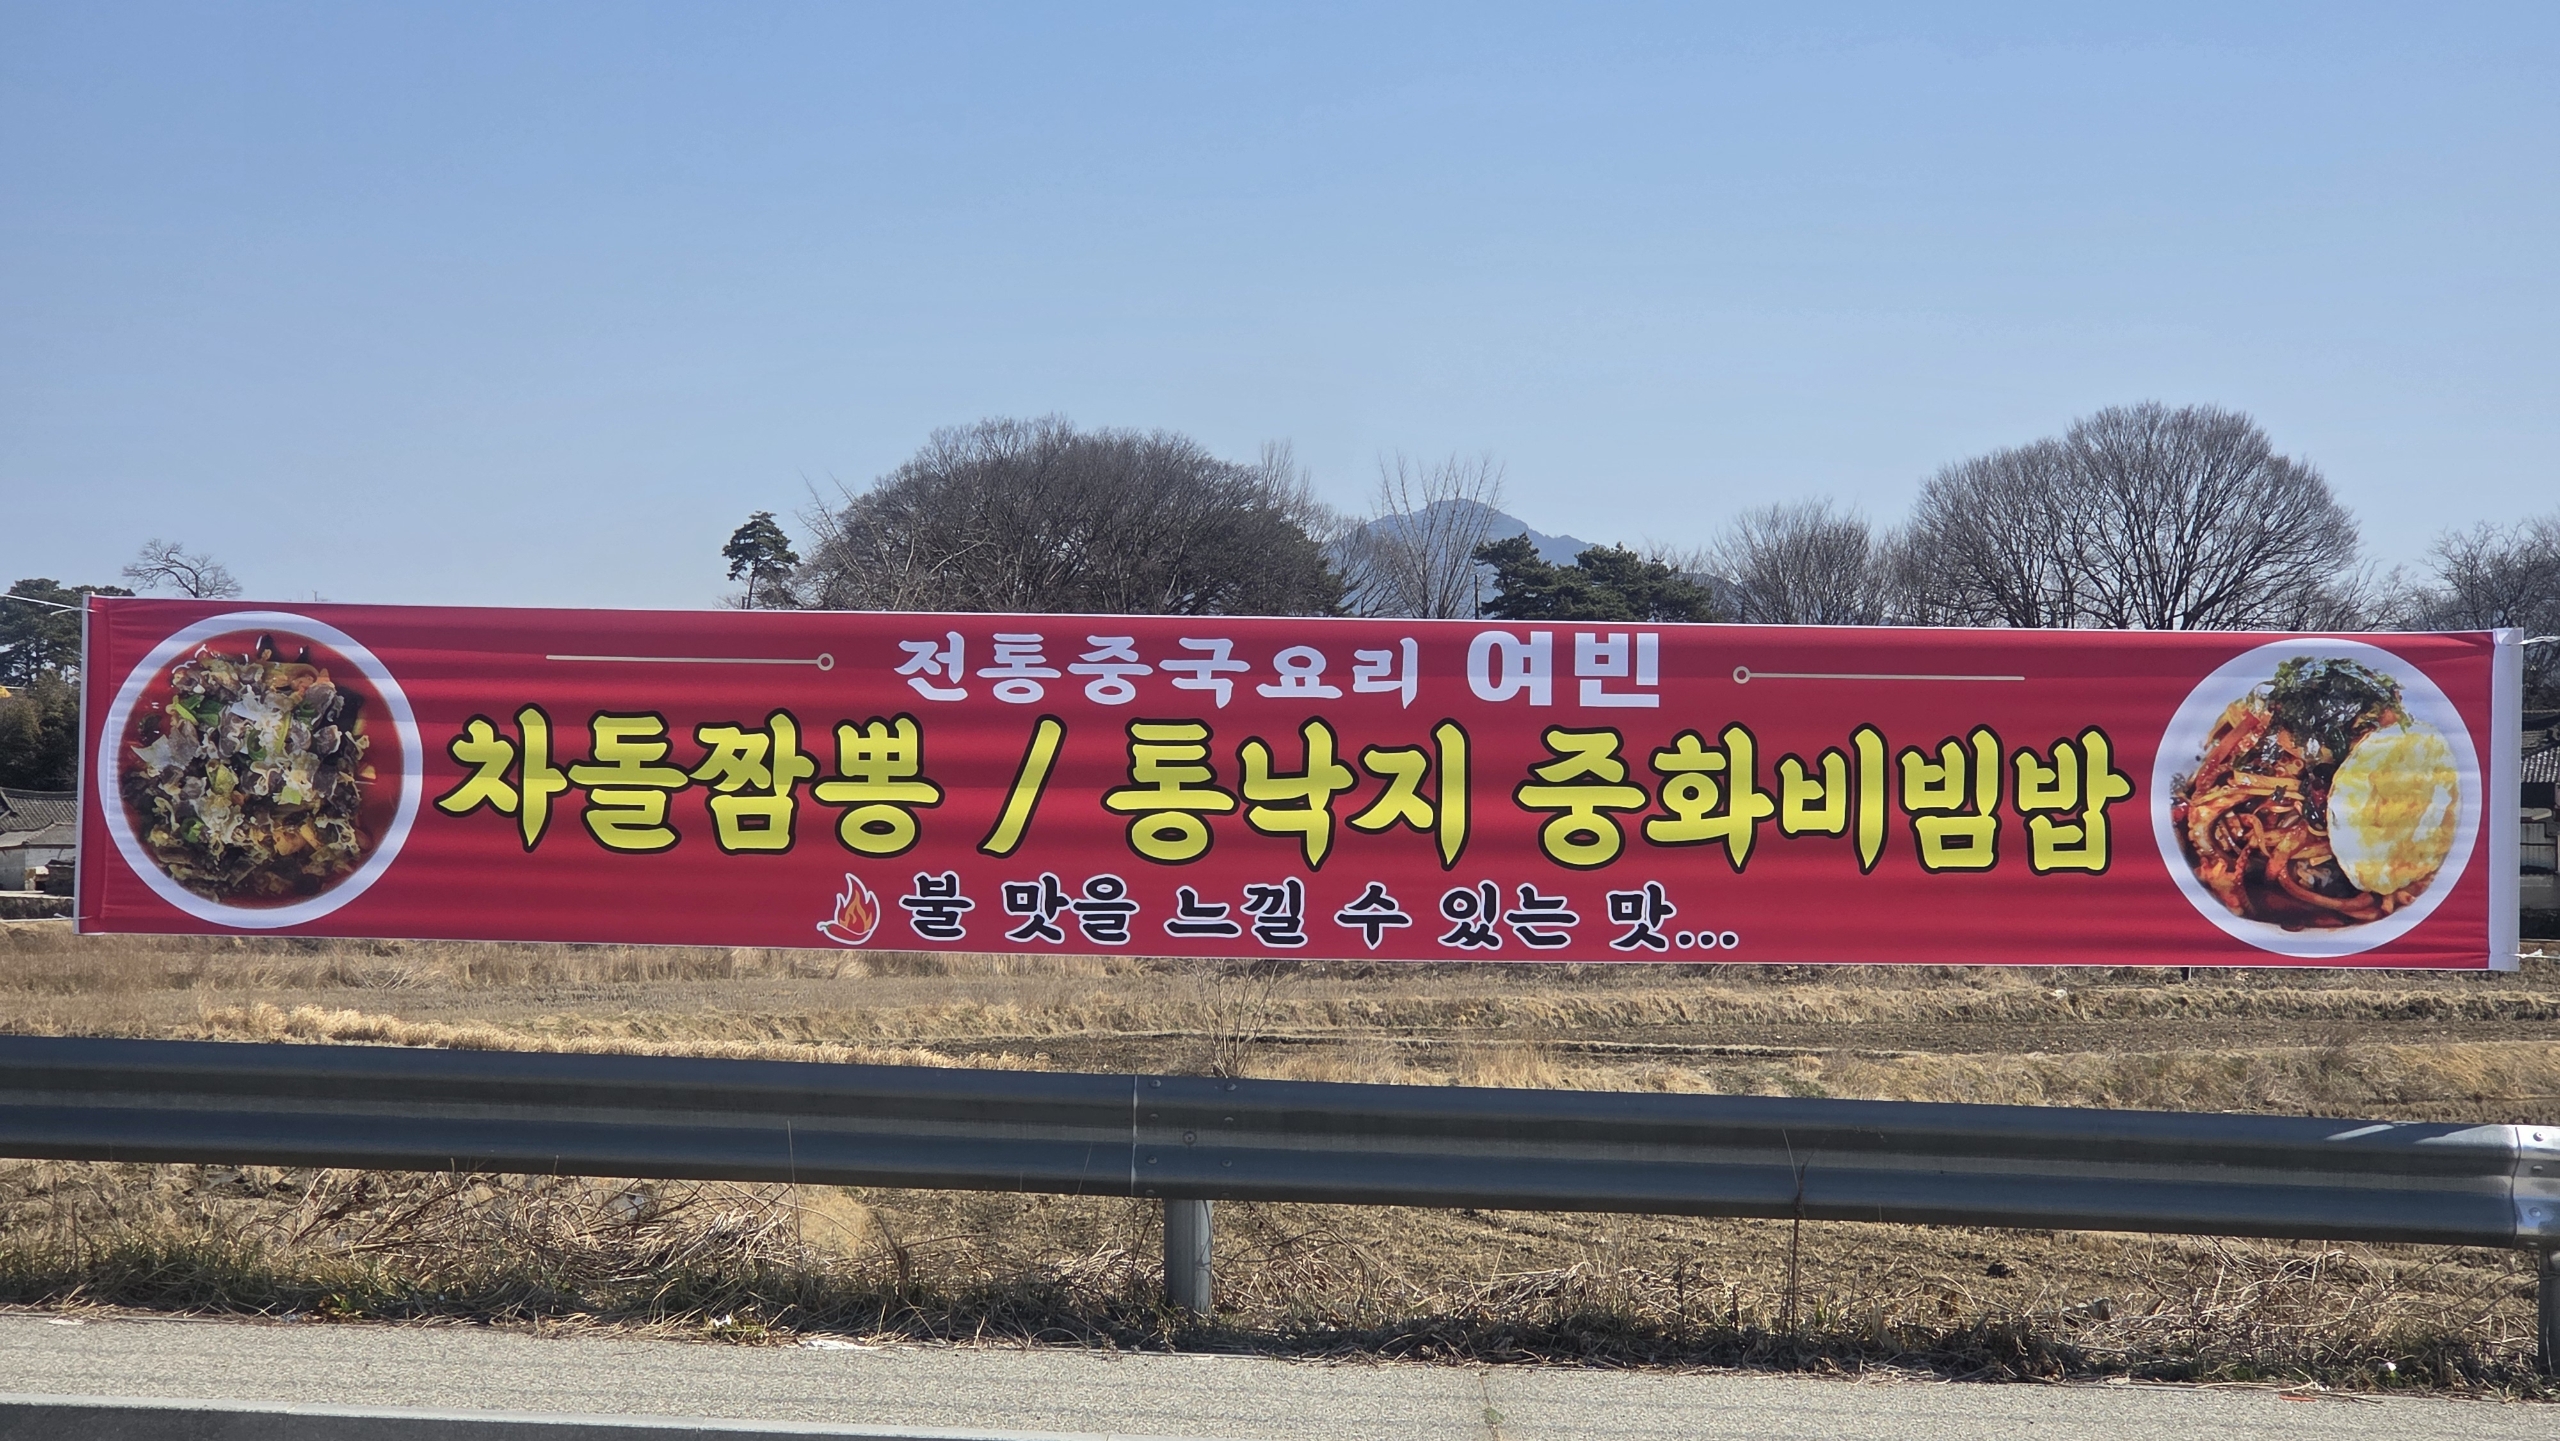 전통중국요리 여빈
차돌짬뽕 / 통낙지 중화비빔밥
불 맛을 느낄 수 있는 맛...